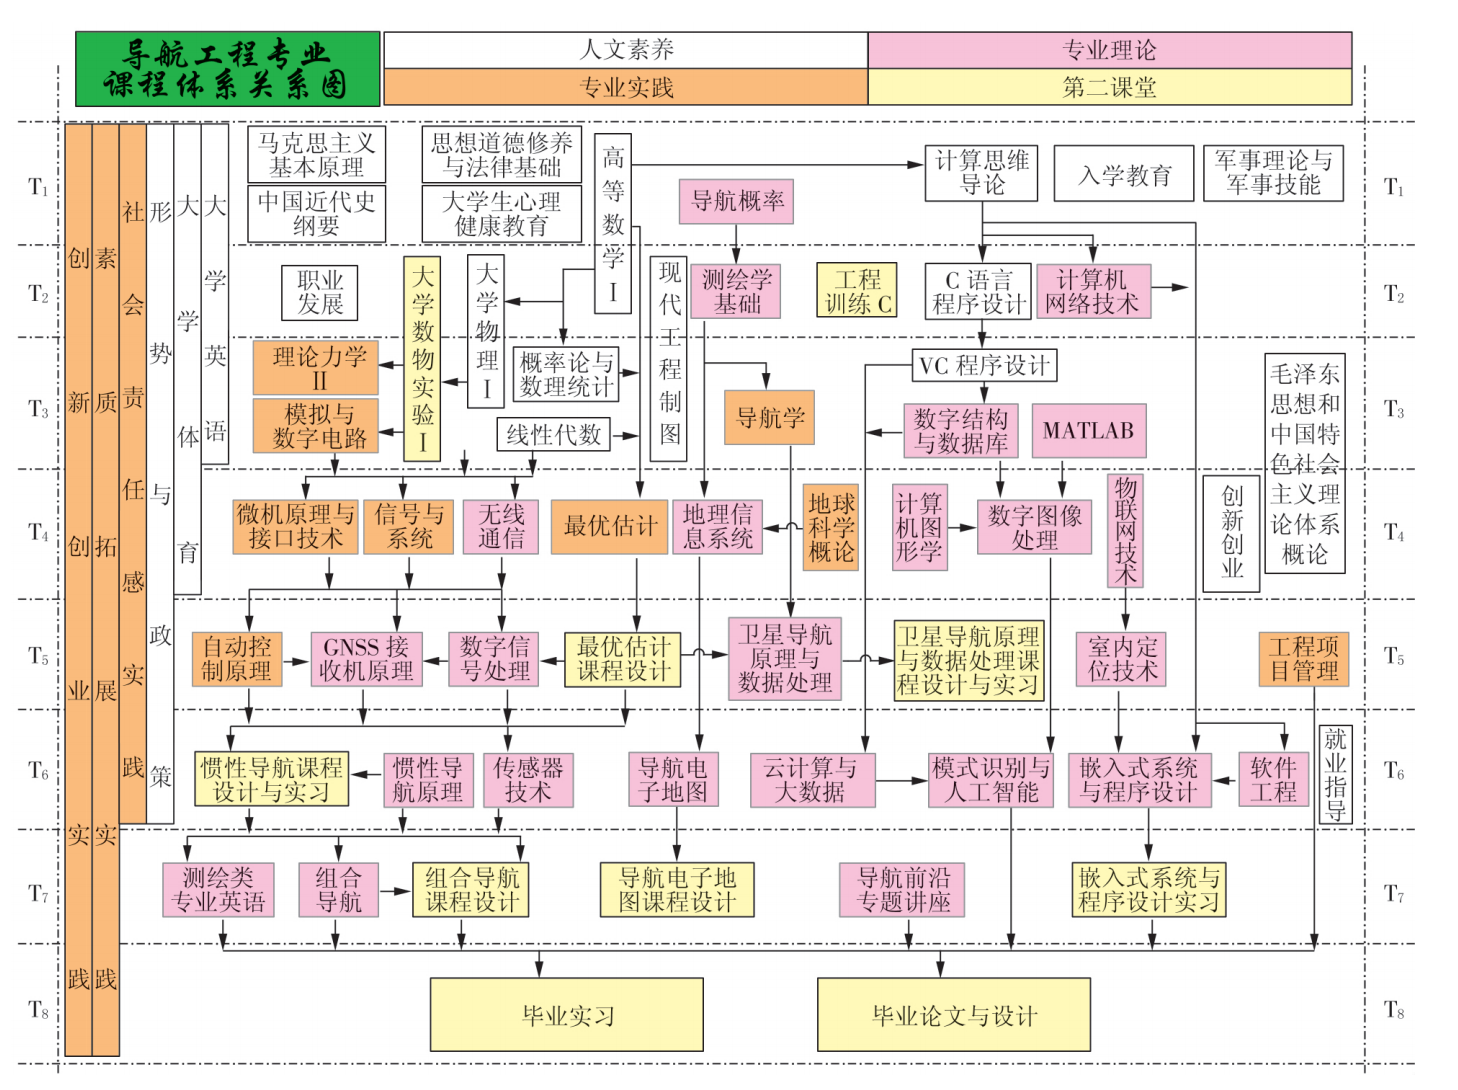 导航工程专业
课程体系关系图
人文素养
专业理论
专业实践
第二课堂
T1
T2
T3
T4
T5
T6
T7
T8
创新创业实践
素质拓展实践
社会责任感实践
形势与政策
大学体育
大学英语
马克思主义
基本原理
思想道德修养
与法律基础
中国近代史
纲要
大学生心理
健康教育
高等数学I
导航概率
计算思维
导论
入学教育
军事理论与
军事技能
T1
职业
发展
大学数物实验I
大学物理I
现代工程制图
测绘学
基础
工程
训练 C
C 语言
程序设计
计算机
网络技术
T2
理论力学
II
模拟与
数字电路
概率论与
数理统计
线性代数
导航学
VC 程序设计
数字结构
与数据库
MATLAB
毛泽东
思想和
中国特
色社会
主义理
论体系
概论
T3
微机原理与
接口技术
信号与
系统
无线
通信
最优估计
地理信
息系统
地球
科学
概论
计算
机图
形学
数字图像
处理
物联网技术
创新创业
T4
自动控
制原理
GNSS 接
收机原理
数字信
号处理
最优估计
课程设计
卫星导航
原理与
数据处理
卫星导航原理
与数据处理课
程设计与实习
室内定
位技术
工程项
目管理
T5
惯性导航课程
设计与实习
惯性导
航原理
传感器
技术
导航电
子地图
云计算与
大数据
模式识别与
人工智能
嵌入式系统
与程序设计
软件
工程
就业指导
T6
测绘类
专业英语
组合
导航
组合导航
课程设计
导航电子地
图课程设计
导航前沿
专题讲座
嵌入式系统与
程序设计实习
T7
毕业实习
毕业论文与设计
T8